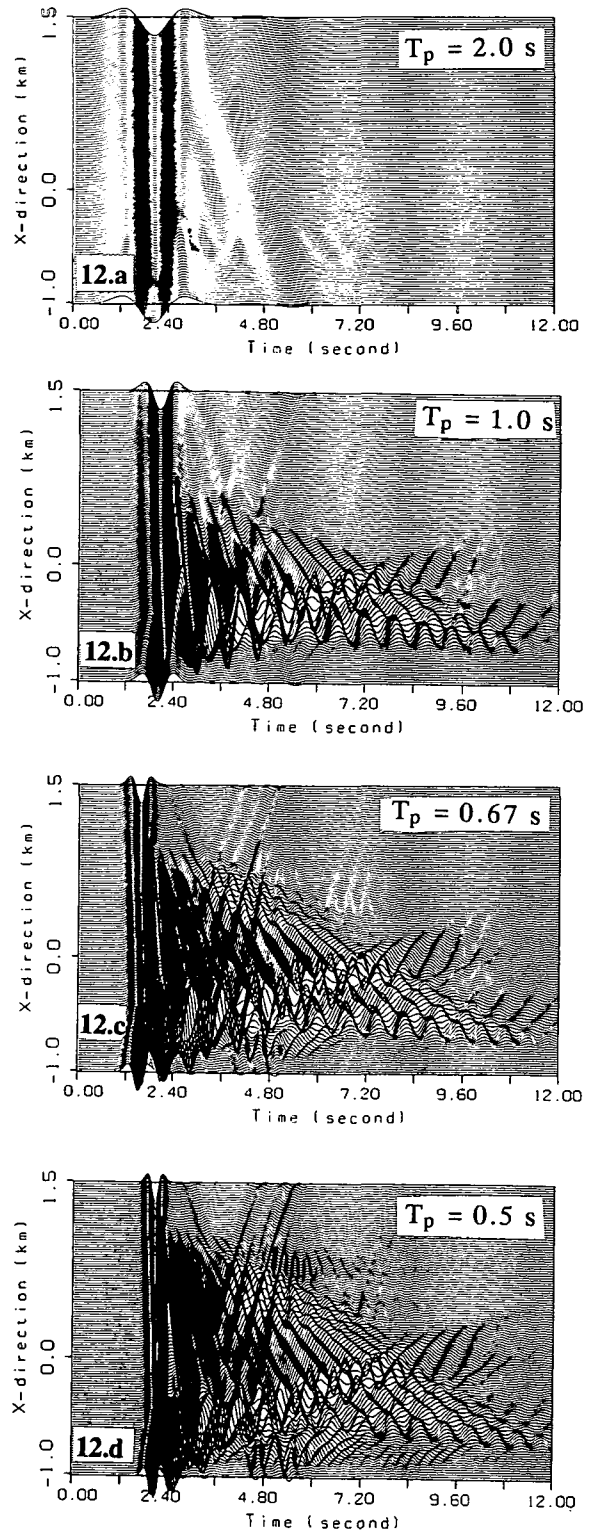 1.5
T_p = 2.0 s
X-direction (km)
0.0
12.a
-1.0
0.00 2.40 4.80 7.20 9.60 12.00
Time (second)
1.5
T_p = 1.0 s
X-direction (km)
0.0
12.b
-1.0
0.00 2.40 4.80 7.20 9.60 12.00
Time (second)
1.5
T_p = 0.67 s
X-direction (km)
0.0
12.c
-1.0
0.00 2.40 4.80 7.20 9.60 12.00
Time (second)
1.5
T_p = 0.5 s
X-direction (km)
0.0
12.d
-1.0
0.00 2.40 4.80 7.20 9.60 12.00
Time (second)